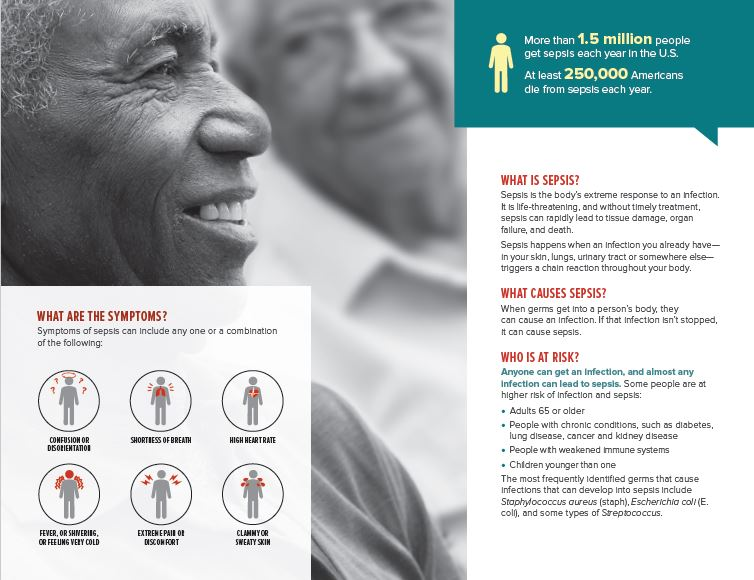 More than 1.5 million people
get sepsis each year in the U.S.
At least 250,000 Americans
die from sepsis each year.
WHAT IS SEPSIS?
Sepsis is the body's extreme response to an infection.
It is life-threatening, and without timely treatment,
sepsis can rapidly lead to tissue damage, organ
failure, and death.
Sepsis happens when an infection you already have—
in your skin, lungs, urinary tract or somewhere else—
triggers a chain reaction throughout your body.
WHAT CAUSES SEPSIS?
When germs get into a person's body, they
can cause an infection. If that infection isn't stopped,
it can cause sepsis.
WHO IS AT RISK?
Anyone can get an infection, and almost any
infection can lead to sepsis. Some people are at
higher risk of infection and sepsis:
• Adults 65 or older
• People with chronic conditions, such as diabetes,
lung disease, cancer and kidney disease
• People with weakened immune systems
• Children younger than one
The most frequently identified germs that cause
infections that can develop into sepsis include
Staphylococcus aureus (staph), Escherichia coli (E.
coli), and some types of Streptococcus.
WHAT ARE THE SYMPTOMS?
Symptoms of sepsis can include any one or a combination
of the following:
? ? ? ?
CONFUSION OR
DISORIENTATION
SHORTNESS OF BREATH
HIGH HEART RATE
FEVER, OR SHIVERING,
OR FEELING VERY COLD
EXTREME PAID OR
DISCONFORT
CLAMMY OR
SWEATY SKIN